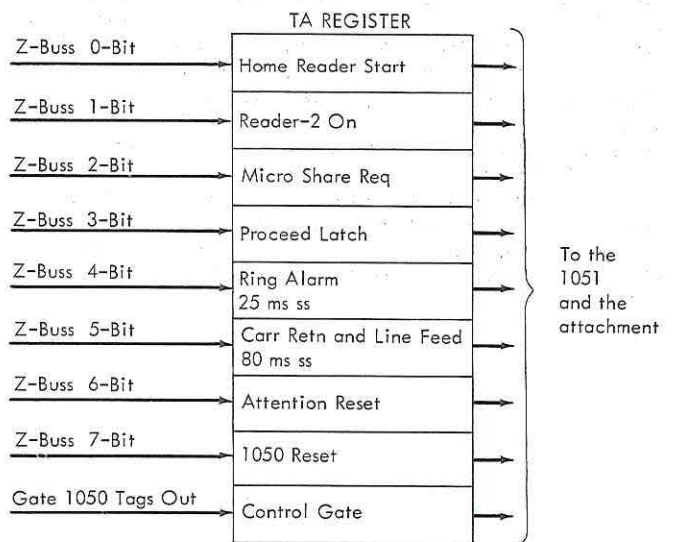 TA REGISTER
Z-Buss 0-Bit
Home Reader Start
Z-Buss 1-Bit
Reader-2 On
Z-Buss 2-Bit
Micro Share Req
Z-Buss 3-Bit
Proceed Latch
Z-Buss 4-Bit
Ring Alarm
25 ms ss
Z-Buss 5-Bit
Carr Retn and Line Feed
80 ms ss
Z-Buss 6-Bit
Attention Reset
Z-Buss 7-Bit
1050 Reset
Gate 1050 Tags Out
Control Gate
To the
1051
and the
attachment